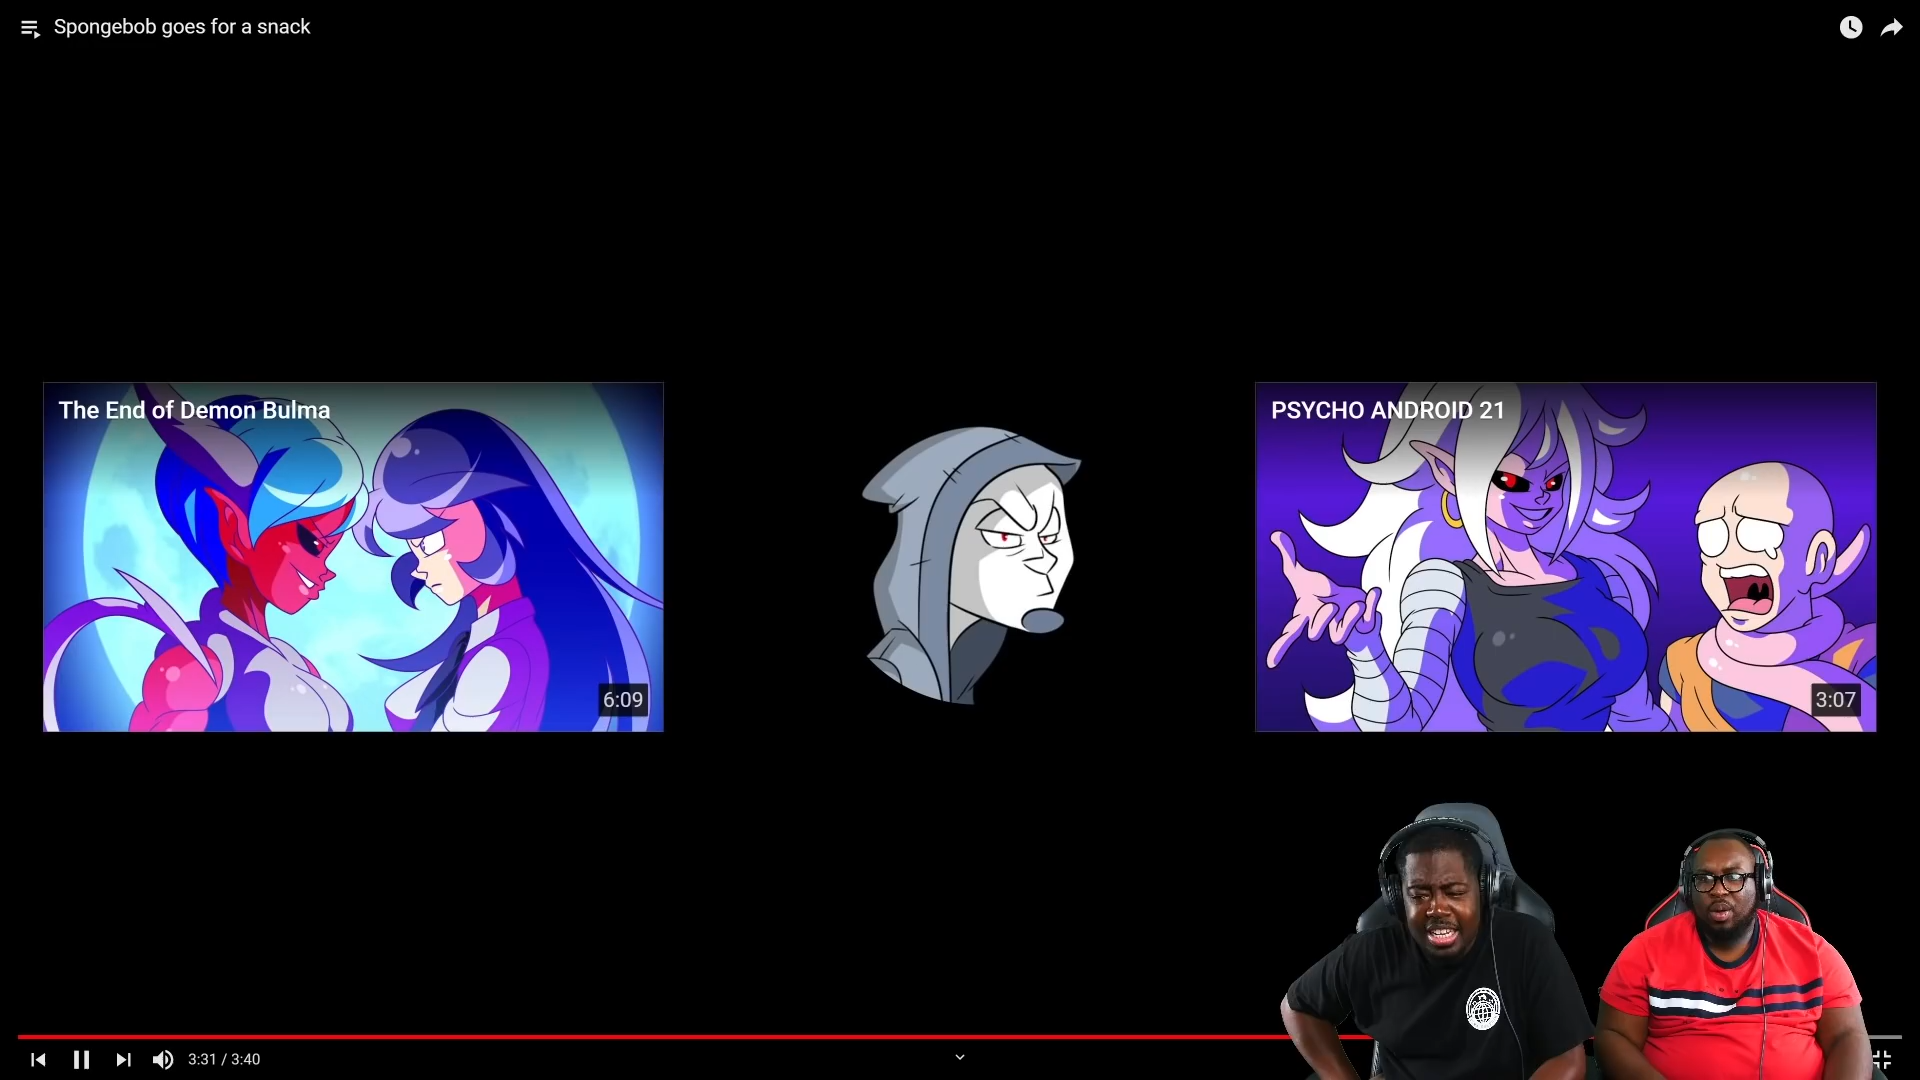 Spongebob goes for a snack
The End of Demon Bulma
6:09
PSYCHO ANDROID 21
3:07
3:31 / 3:40